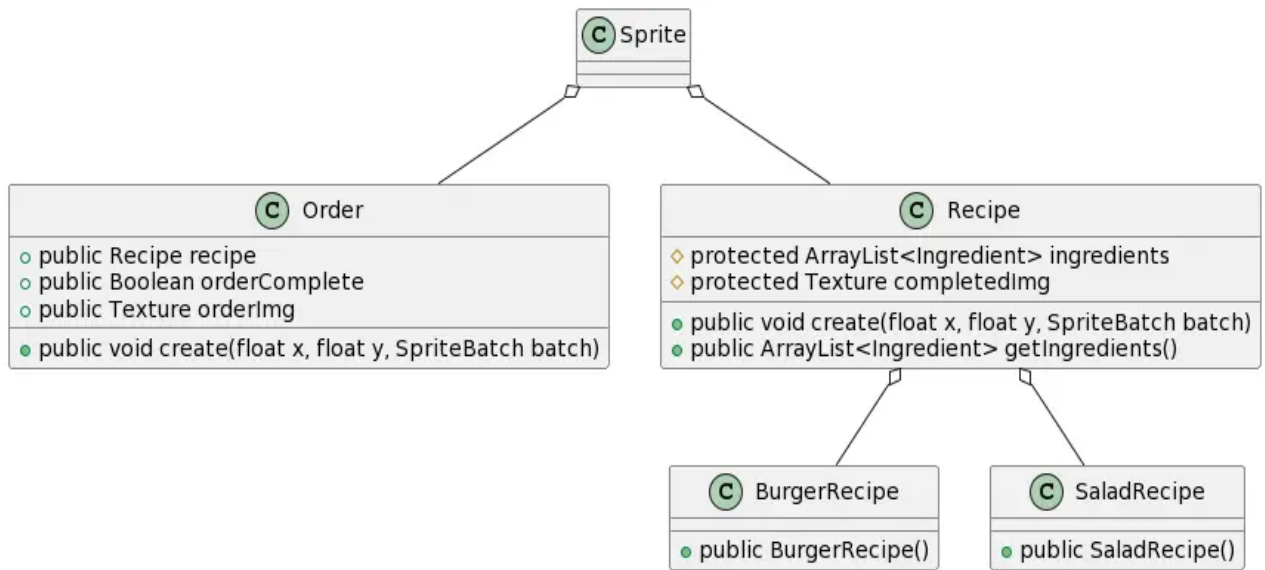 C Sprite
C Order
public Recipe recipe
public Boolean orderComplete
public Texture orderImg
public void create(float x, float y, SpriteBatch batch)
C Recipe
protected ArrayList<Ingredient> ingredients
protected Texture completedImg
public void create(float x, float y, SpriteBatch batch)
public ArrayList<Ingredient> getIngredients()
C BurgerRecipe
public BurgerRecipe()
C SaladRecipe
public SaladRecipe()